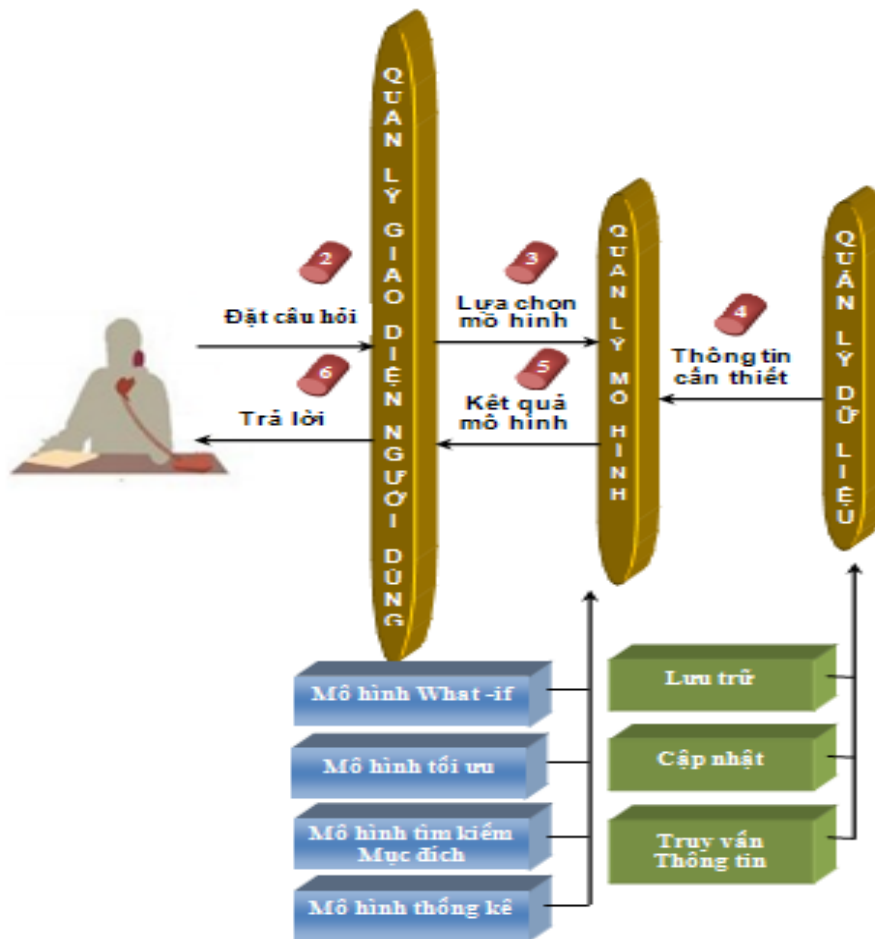 QUẢN LÝ GIAO DIỆN NGƯỜI DÙNG
2
Đặt câu hỏi
6
Trả lời
3
Lựa chọn
mô hình
5
Kết quả
mô hình
QUẢN LÝ MÔ HÌNH
4
Thông tin
cần thiết
QUẢN LÝ DỮ LIỆU
Mô hình What -if
Mô hình tối ưu
Mô hình tìm kiếm
Mục đích
Mô hình thống kê
Lưu trữ
Cập nhật
Truy vấn
Thông tin